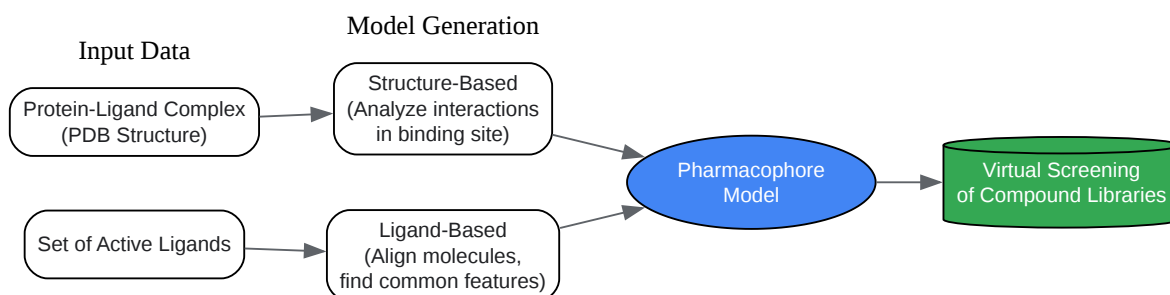 Input Data
Model Generation
Protein-Ligand Complex
(PDB Structure)
Structure-Based
(Analyze interactions
in binding site)
Set of Active Ligands
Ligand-Based
(Align molecules,
find common features)
Pharmacophore
Model
Virtual Screening
of Compound Libraries